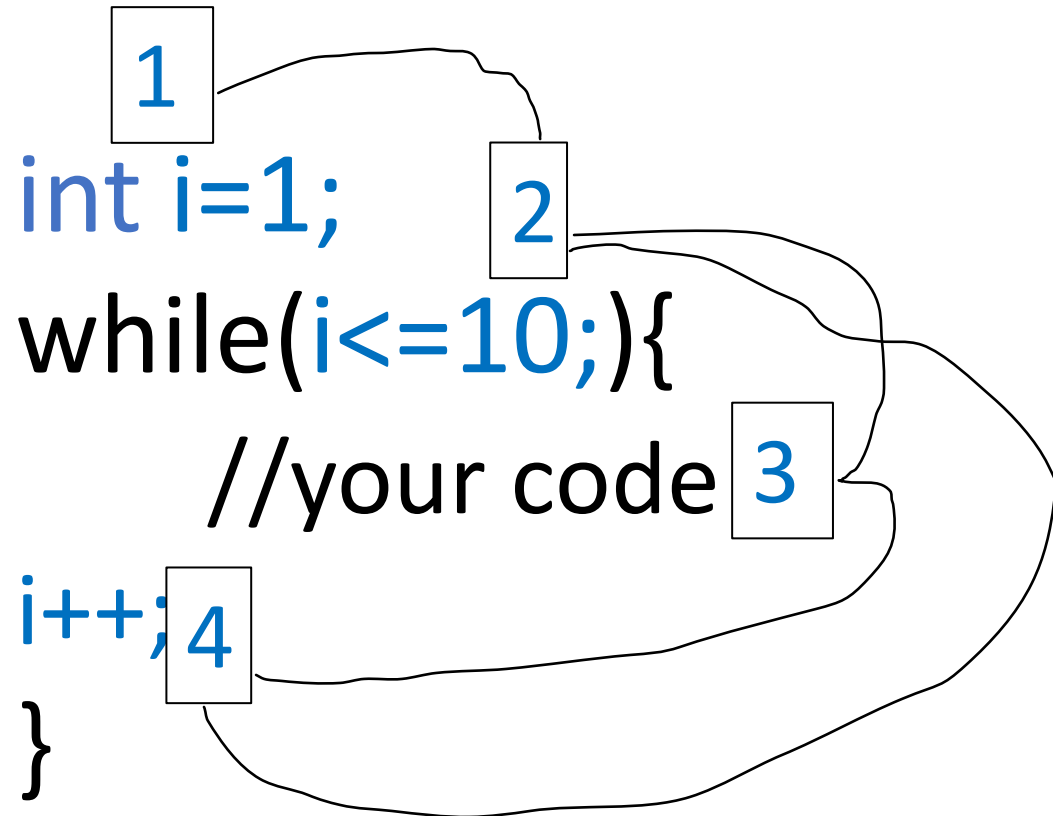 1
int i=1;
2
while(i<=10;){
//your code 3
i++; 4
}